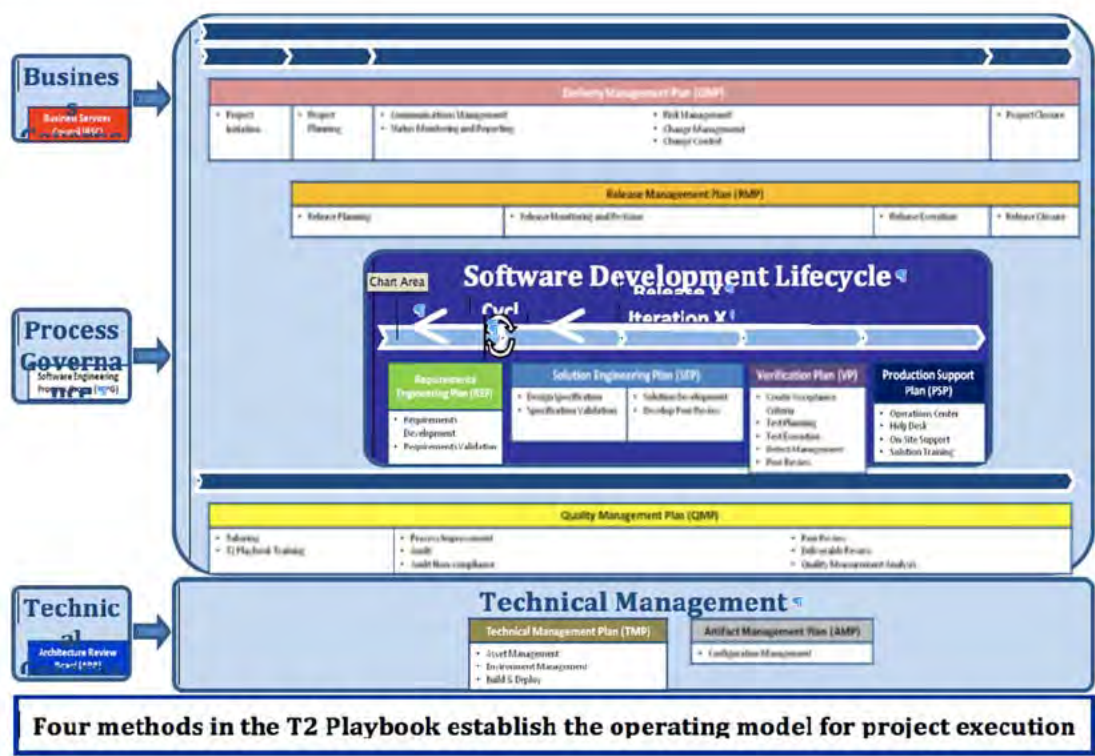 Busines
s
Business Services
Delivery Management Plan (DMP)
• Project
Initiation
• Project
Planning
• Communications Management
• Status Monitoring and Reporting
• Risk Management
• Change Management
• Change Control
• Project Closure
Release Management Plan (RMP)
• Release Planning
• Release Monitoring and Revision
• Release Execution
• Release Closure
Process
Governa
nce
Software Engineering
Chart Area
Software Development Lifecycle ¶
Release X
Cycl
Iteration X
Requirements
Engineering Plan (REP)
• Requirements
Development
• Requirements Validation
Solution Engineering Plan (SEP)
• Design Specification
• Specification Validation
• Solution Development
• Develop Peer Review
Verification Plan (VP)
• Create Acceptance
Criteria
• Test Planning
• Test Execution
• Defect Management
• Peer Review
Production Support
Plan (PSP)
• Operations Center
• Help Desk
• On Site Support
• Solution Training
Quality Management Plan (QMP)
• Tailoring
• T2 Playbook Training
• Process Improvement
• Audit
• Audit Non-compliance
• Peer Review
• Deliverable Review
• Quality Measurement Analysis
Technic
al
Architecture Review
Board (ARB)
Technical Management ¶
Technical Management Plan (TMP)
• Asset Management
• Environment Management
• Build & Deploy
Artifact Management Plan (AMP)
• Configuration Management
Four methods in the T2 Playbook establish the operating model for project execution